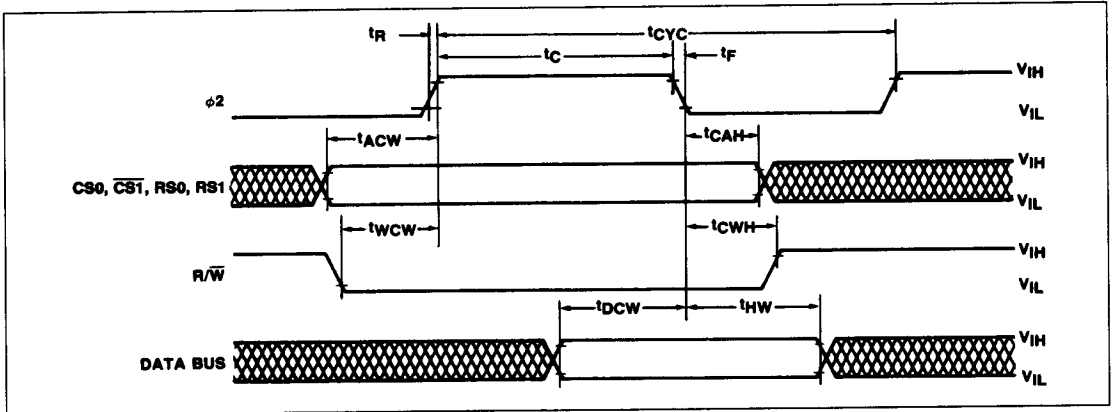 tR
tCYC
tC
tF
φ2
VIH
VIL
tACW
tCAH
CS0, C̅S̅1̅, RS0, RS1
VIH
VIL
tWCW
tCWH
R/W̅
VIH
VIL
tDCW
tHW
DATA BUS
VIH
VIL